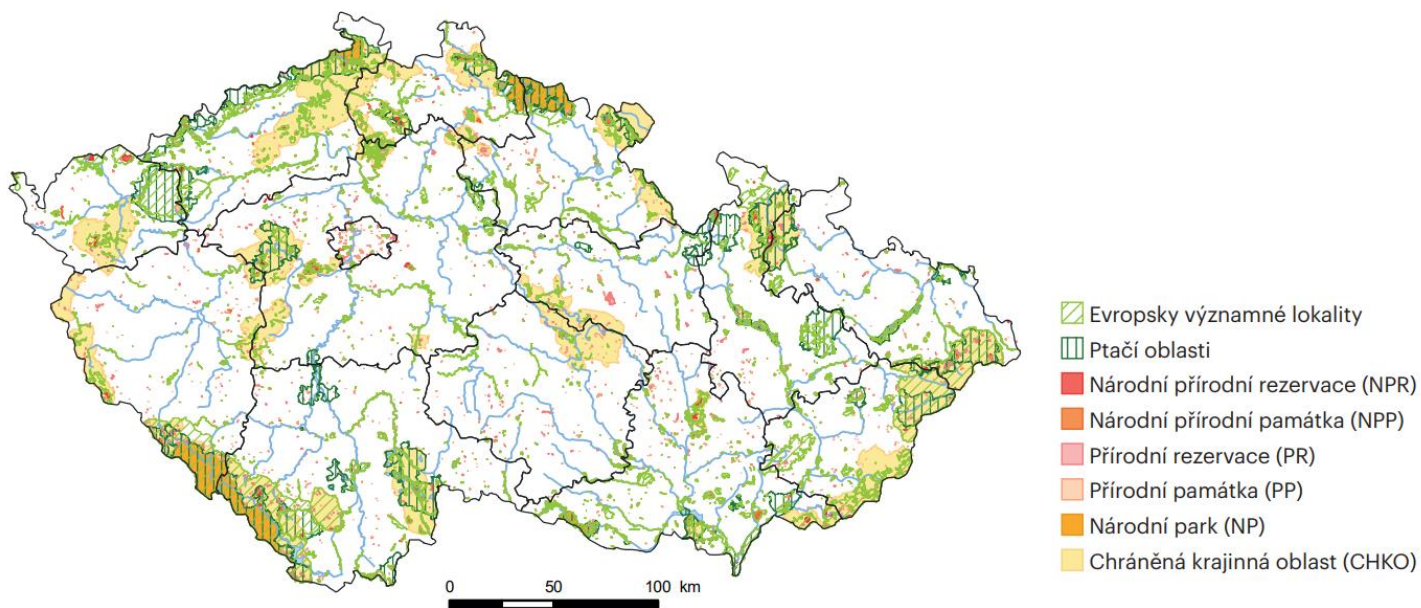 Evropsky významné lokality
Ptačí oblasti
Národní přírodní rezervace (NPR)
Národní přírodní památka (NPP)
Přírodní rezervace (PR)
Přírodní památka (PP)
Národní park (NP)
Chráněná krajinná oblast (CHKO)
0 50 100 km